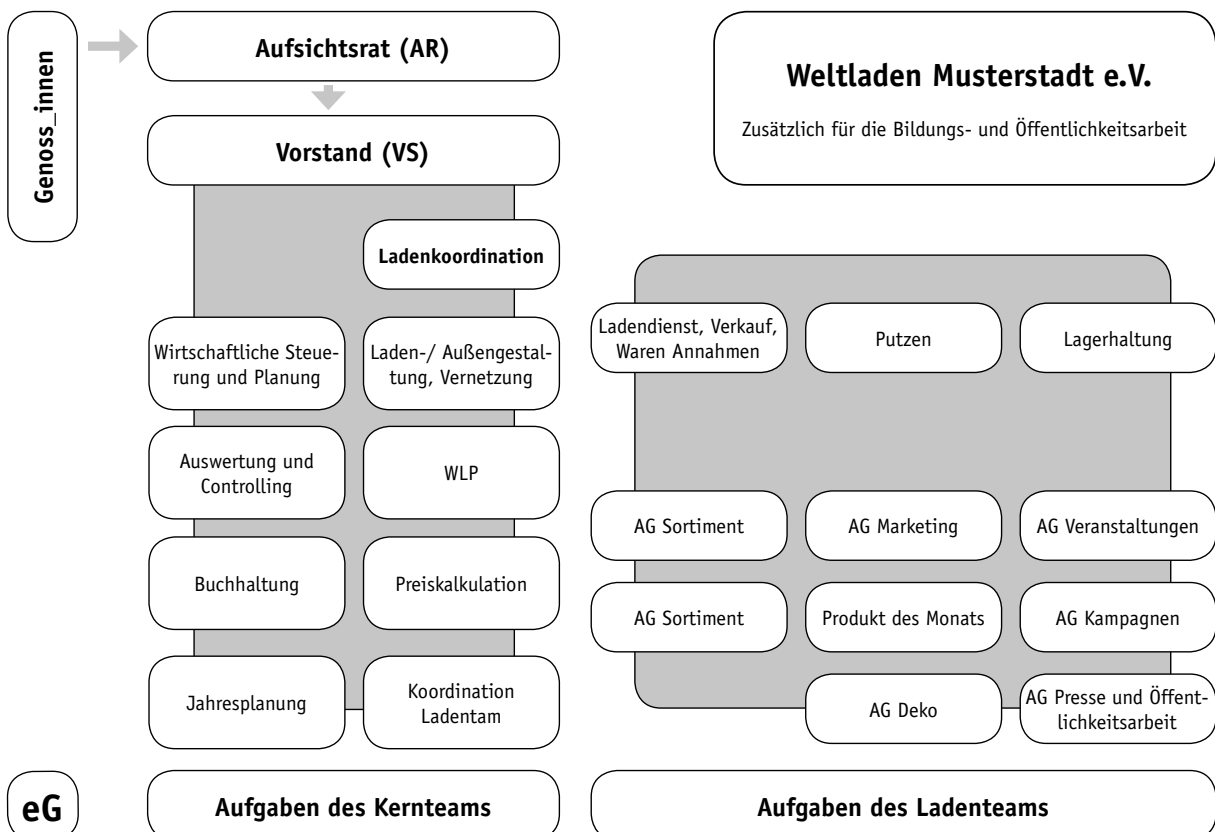 Genoss_innen
Aufsichtsrat (AR)
Vorstand (VS)
Weltladen Musterstadt e.V.
Zusätzlich für die Bildungs- und Öffentlichkeitsarbeit
Ladenkoordination
Wirtschaftliche Steue-
rung und Planung
Laden-/ Außengestal-
tung, Vernetzung
Auswertung und
Controlling
WLP
Buchhaltung
Preiskalkulation
Jahresplanung
Koordination
Ladentam
Ladendienst, Verkauf,
Waren Annahmen
Putzen
Lagerhaltung
AG Sortiment
AG Marketing
AG Veranstaltungen
AG Sortiment
Produkt des Monats
AG Kampagnen
AG Deko
AG Presse und Öffent-
lichkeitsarbeit
eG
Aufgaben des Kernteams
Aufgaben des Ladenteams